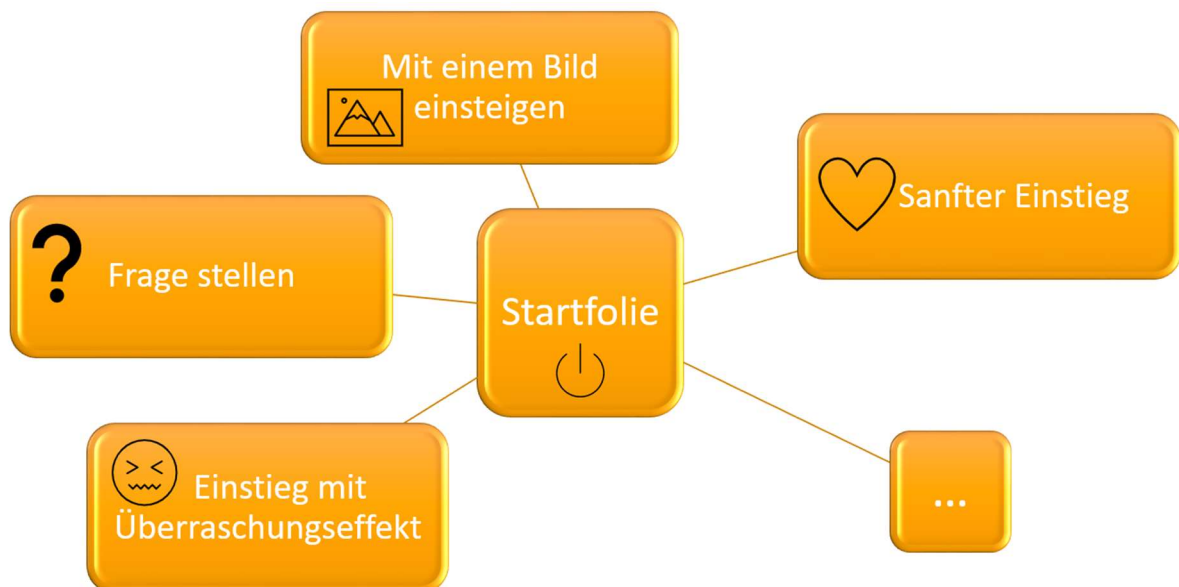 Mit einem Bild
einsteigen
Sanfter Einstieg
Frage stellen
Startfolie
Einstieg mit
Überraschungseffekt
...